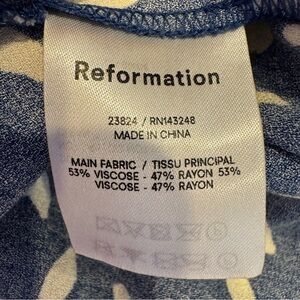 Reformation
23824 / RN143248
MADE IN CHINA
MAIN FABRIC / TISSU PRINCIPAL
53% VISCOSE - 47% RAYON 53%
VISCOSE - 47% RAYON